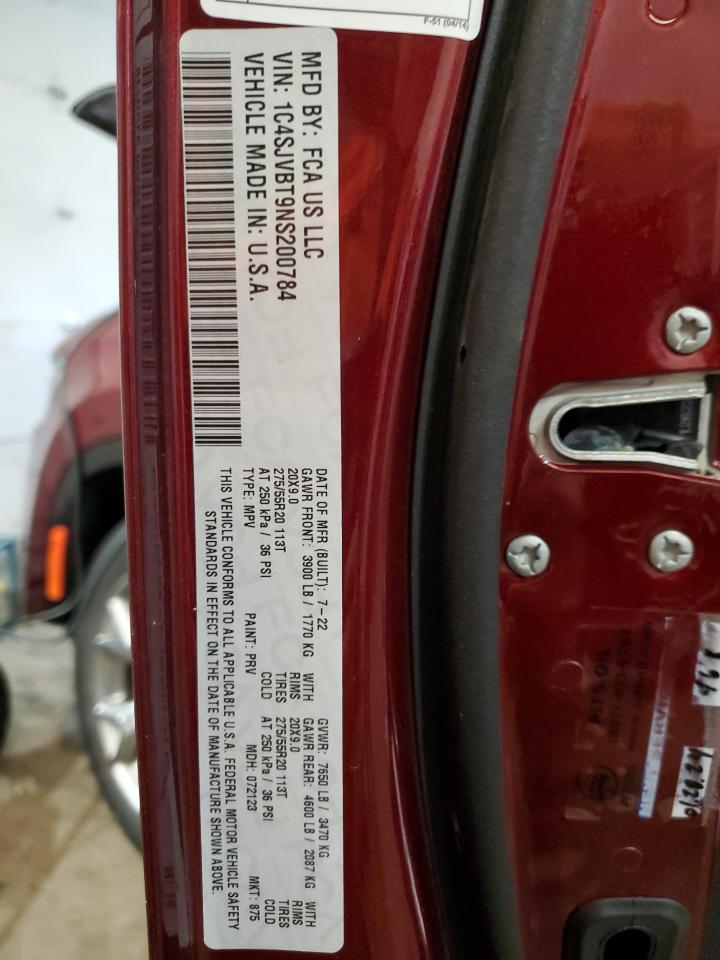 F-51 (04/14)
MFD BY: FCA US LLC
VIN: 1C4SJVBT9NS200784
VEHICLE MADE IN: U.S.A.
DATE OF MFR (BUILT): 7-22 GVWR: 7650 LB / 3470 KG
GAWR FRONT: 3900 LB / 1770 KG WITH GAWR REAR: 4600 LB / 2087 KG WITH
20X9.0 RIMS 20X9.0 RIMS
275/55R20 113T TIRES 275/55R20 113T TIRES
AT 250 kPa / 36 PSI COLD AT 250 kPa / 36 PSI COLD
TYPE: MPV PAINT: PRV MDH: 072123 MKT: 875
THIS VEHICLE CONFORMS TO ALL APPLICABLE U.S.A. FEDERAL MOTOR VEHICLE SAFETY
STANDARDS IN EFFECT ON THE DATE OF MANUFACTURE SHOWN ABOVE.